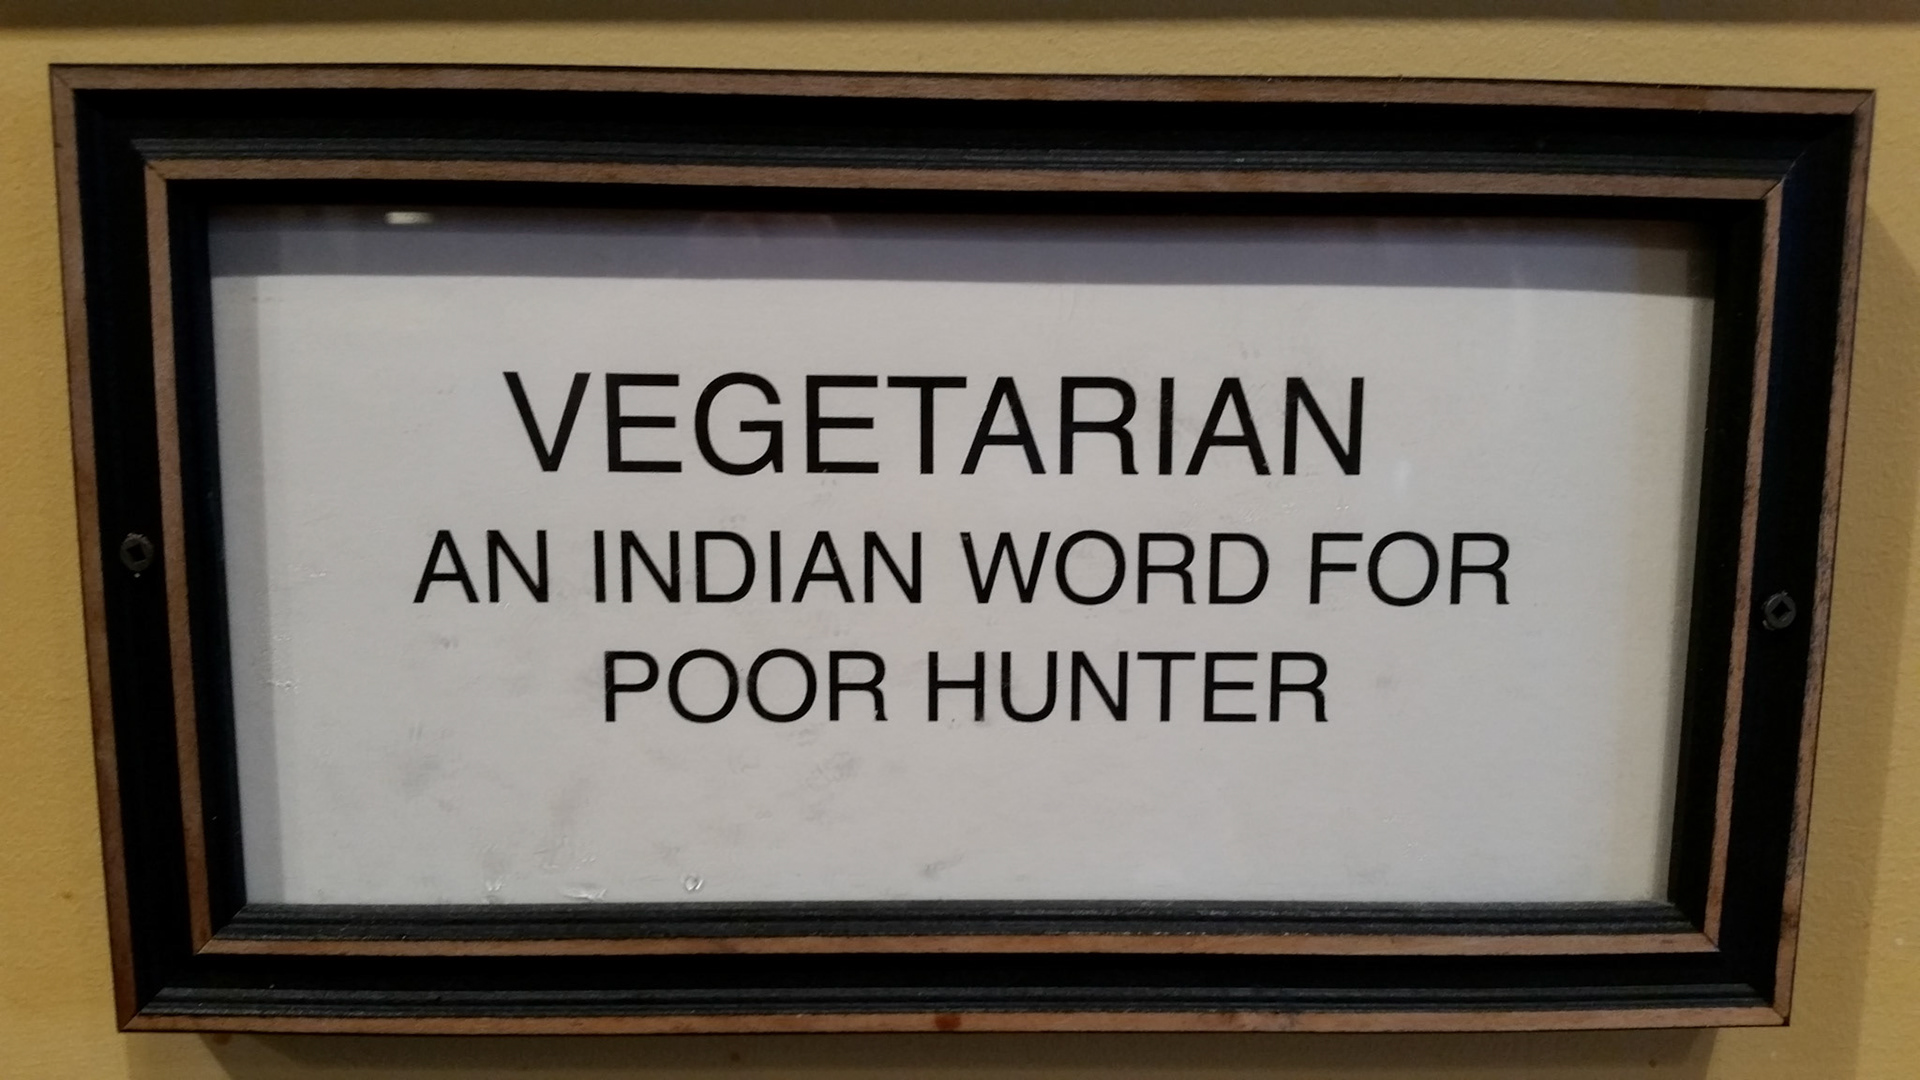 VEGETARIAN
AN INDIAN WORD FOR
POOR HUNTER